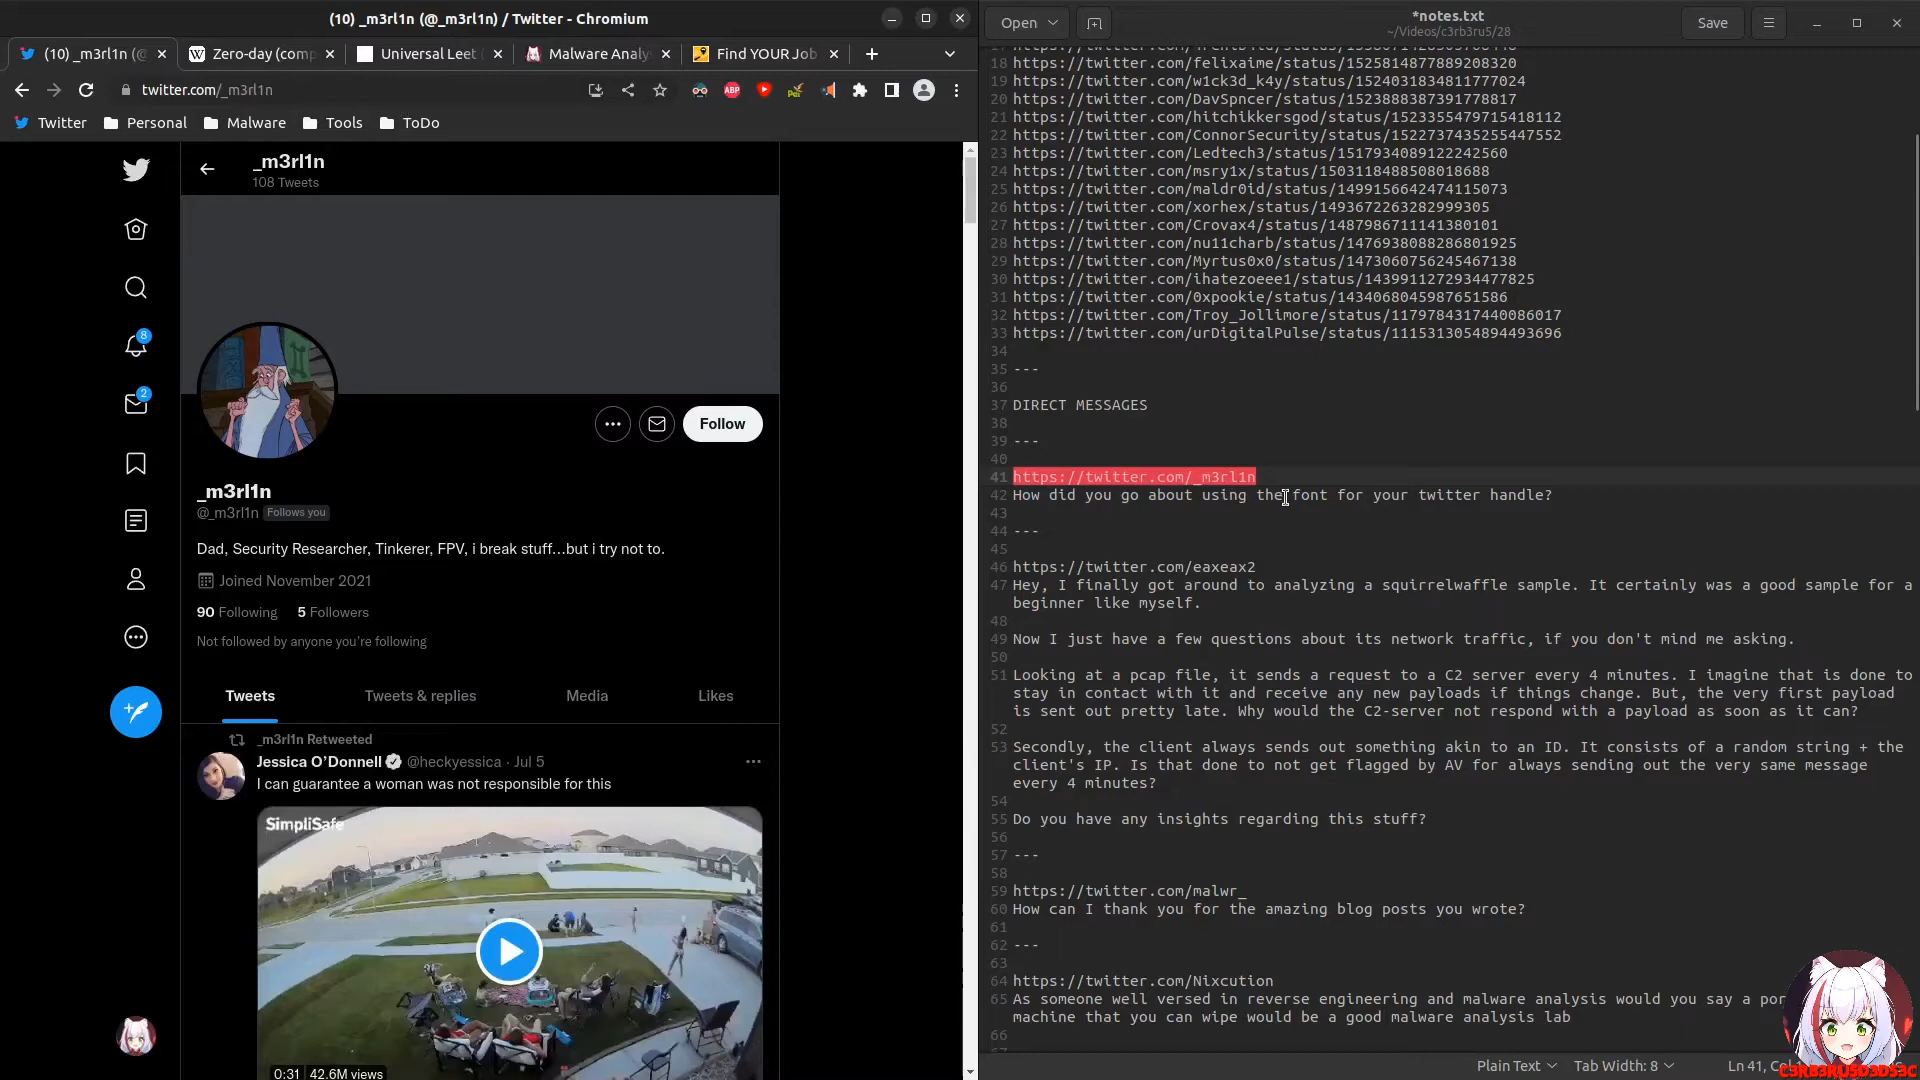 (10) _m3rl1n (@_m3rl1n) / Twitter - Chromium
(10) _m3rl1n (@
Zero-day (comp
Universal Leet (
Malware Analy
Find YOUR Job
twitter.com/_m3rl1n
ABP
Twitter
Personal
Malware
Tools
ToDo
_m3rl1n
108 Tweets
8
2
Follow
_m3rl1n
@_m3rl1n Follows you
Dad, Security Researcher, Tinkerer, FPV, i break stuff...but i try not to.
Joined November 2021
90 Following 5 Followers
Not followed by anyone you're following
Tweets
Tweets & replies
Media
Likes
_m3rl1n Retweeted
Jessica O'Donnell @heckyessica · Jul 5
I can guarantee a woman was not responsible for this
SimpliSafe
0:31 42.6M views
Open
*notes.txt
~/Videos/c3rb3ru5/28
Save
18 https://twitter.com/felixaime/status/1525814877889208320
19 https://twitter.com/w1ck3d_k4y/status/1524031834811777024
20 https://twitter.com/DavSpncer/status/1523888387391778817
21 https://twitter.com/hitchikkersgod/status/1523355479715418112
22 https://twitter.com/ConnorSecurity/status/1522737435255447552
23 https://twitter.com/Ledtech3/status/1517934089122242560
24 https://twitter.com/msry1x/status/1503118488508018688
25 https://twitter.com/maldr0id/status/1499156642474115073
26 https://twitter.com/xorhex/status/1493672263282999305
27 https://twitter.com/Crovax4/status/1487986711141380101
28 https://twitter.com/nu11charb/status/1476938088286801925
29 https://twitter.com/Myrtus0x0/status/1473060756245467138
30 https://twitter.com/ihatezoeee1/status/1439911272934477825
31 https://twitter.com/0xpookie/status/1434068045987651586
32 https://twitter.com/Troy_Jollimore/status/1179784317440086017
33 https://twitter.com/urDigitalPulse/status/1115313054894493696
34
35 ---
36
37 DIRECT MESSAGES
38
39 ---
40
41 https://twitter.com/_m3rl1n
42 How did you go about using the font for your twitter handle?
43
44 ---
45
46 https://twitter.com/eaxeax2
47 Hey, I finally got around to analyzing a squirrelwaffle sample. It certainly was a good sample for a
beginner like myself.
48
49 Now I just have a few questions about its network traffic, if you don't mind me asking.
50
51 Looking at a pcap file, it sends a request to a C2 server every 4 minutes. I imagine that is done to
stay in contact with it and receive any new payloads if things change. But, the very first payload
is sent out pretty late. Why would the C2-server not respond with a payload as soon as it can?
52
53 Secondly, the client always sends out something akin to an ID. It consists of a random string + the
client's IP. Is that done to not get flagged by AV for always sending out the very same message
every 4 minutes?
54
55 Do you have any insights regarding this stuff?
56
57 ---
58
59 https://twitter.com/malwr_
60 How can I thank you for the amazing blog posts you wrote?
61
62 ---
63
64 https://twitter.com/Nixcution
65 As someone well versed in reverse engineering and malware analysis would you say a por
machine that you can wipe would be a good malware analysis lab
66
Plain Text
Tab Width: 8
Ln 41, Col
C3RB3RU5D3D53C